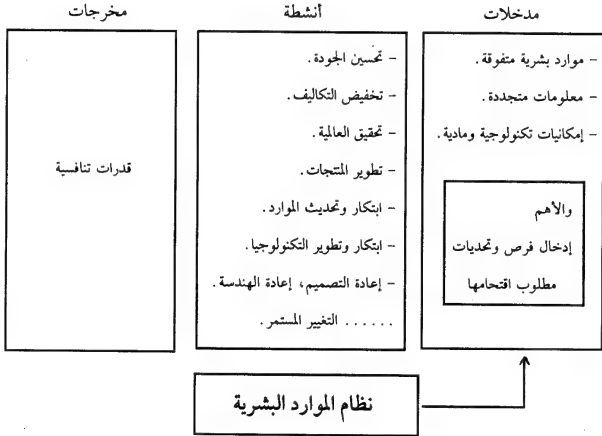 مدخلات
أنشطة
مخرجات
- موارد بشرية متفوقة.
- معلومات متجددة.
- إمكانيات تكنولوجية ومادية.
والأهم
إدخال فرص وتحديات
مطلوب اقتحامها
- تحسين الجودة.
- تخفيض التكاليف.
- تحقيق العالمية.
- تطوير المنتجات.
- ابتكار وتحديث الموارد.
- ابتكار وتطوير التكنولوجيا.
- إعادة التصميم، إعادة الهندسة.
...... التغيير المستمر.
قدرات تنافسية
نظام الموارد البشرية